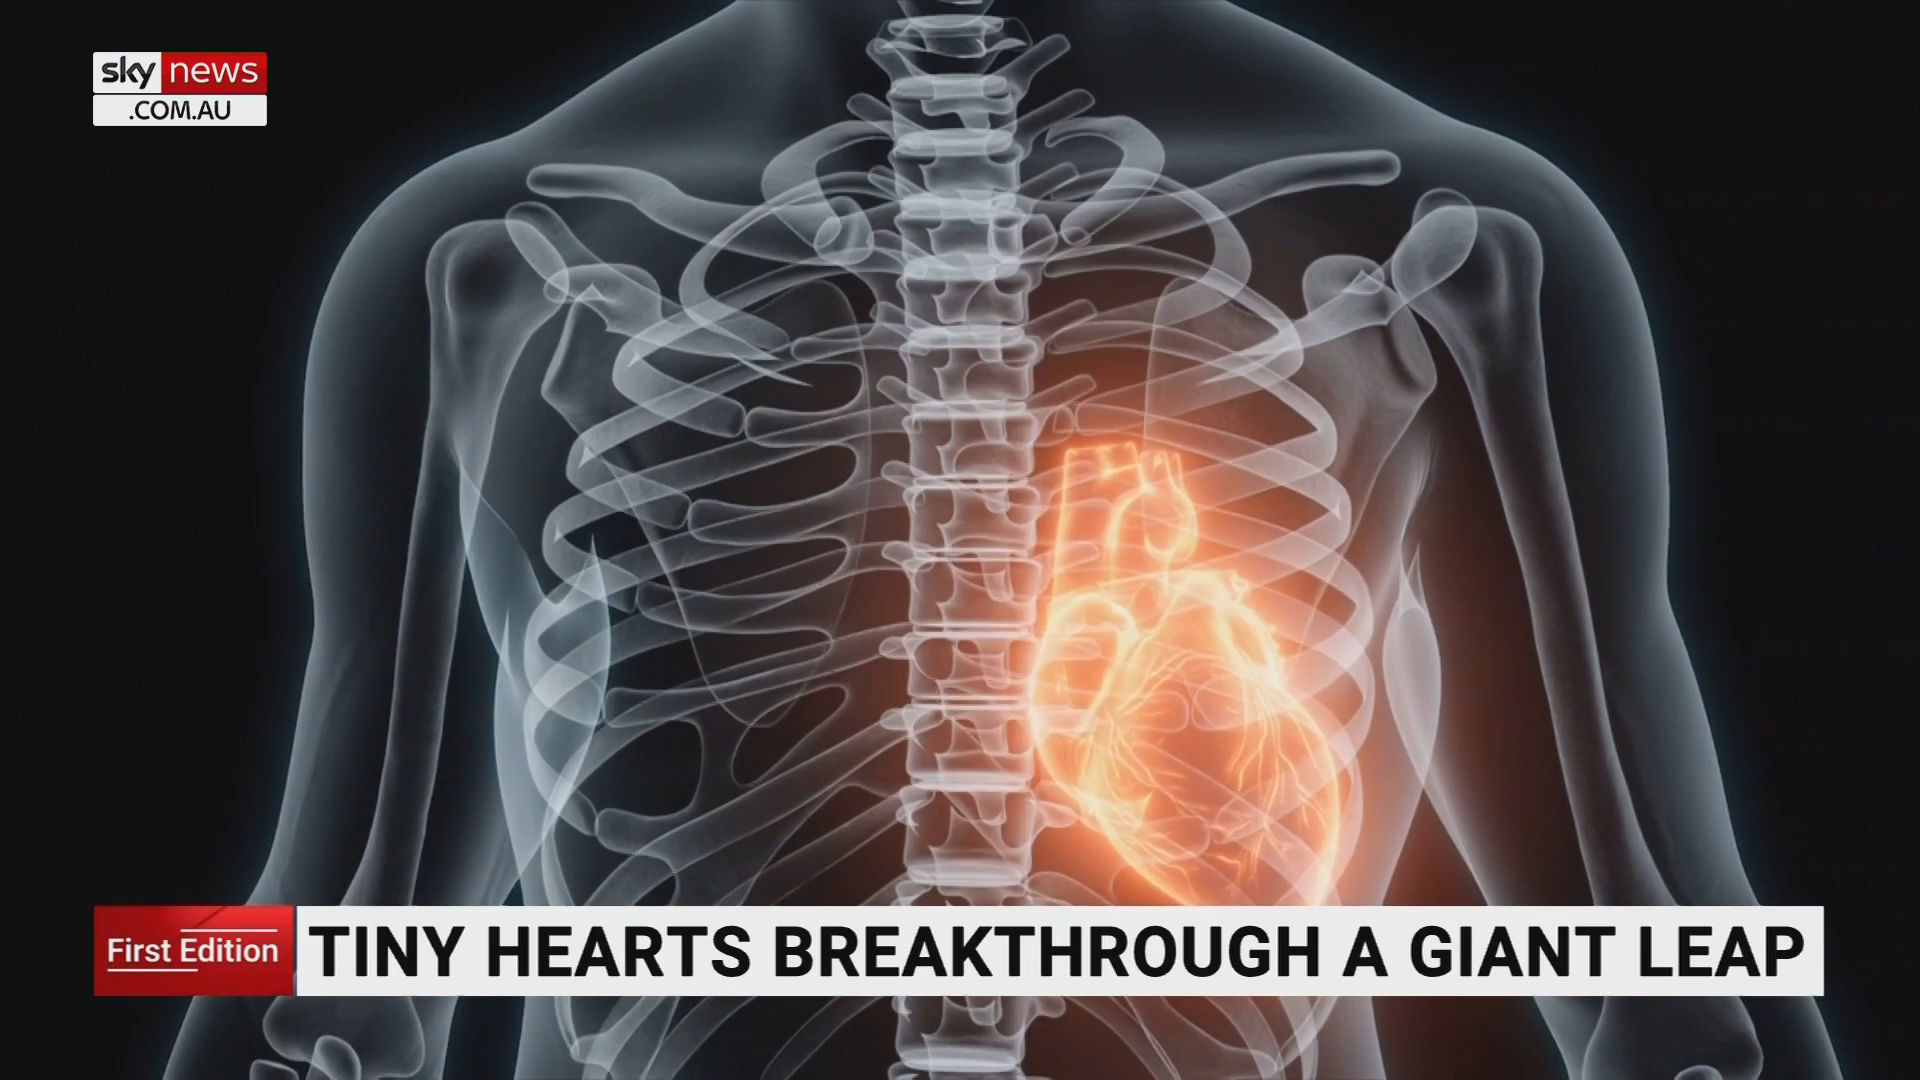 sky news
.COM.AU
First Edition
TINY HEARTS BREAKTHROUGH A GIANT LEAP